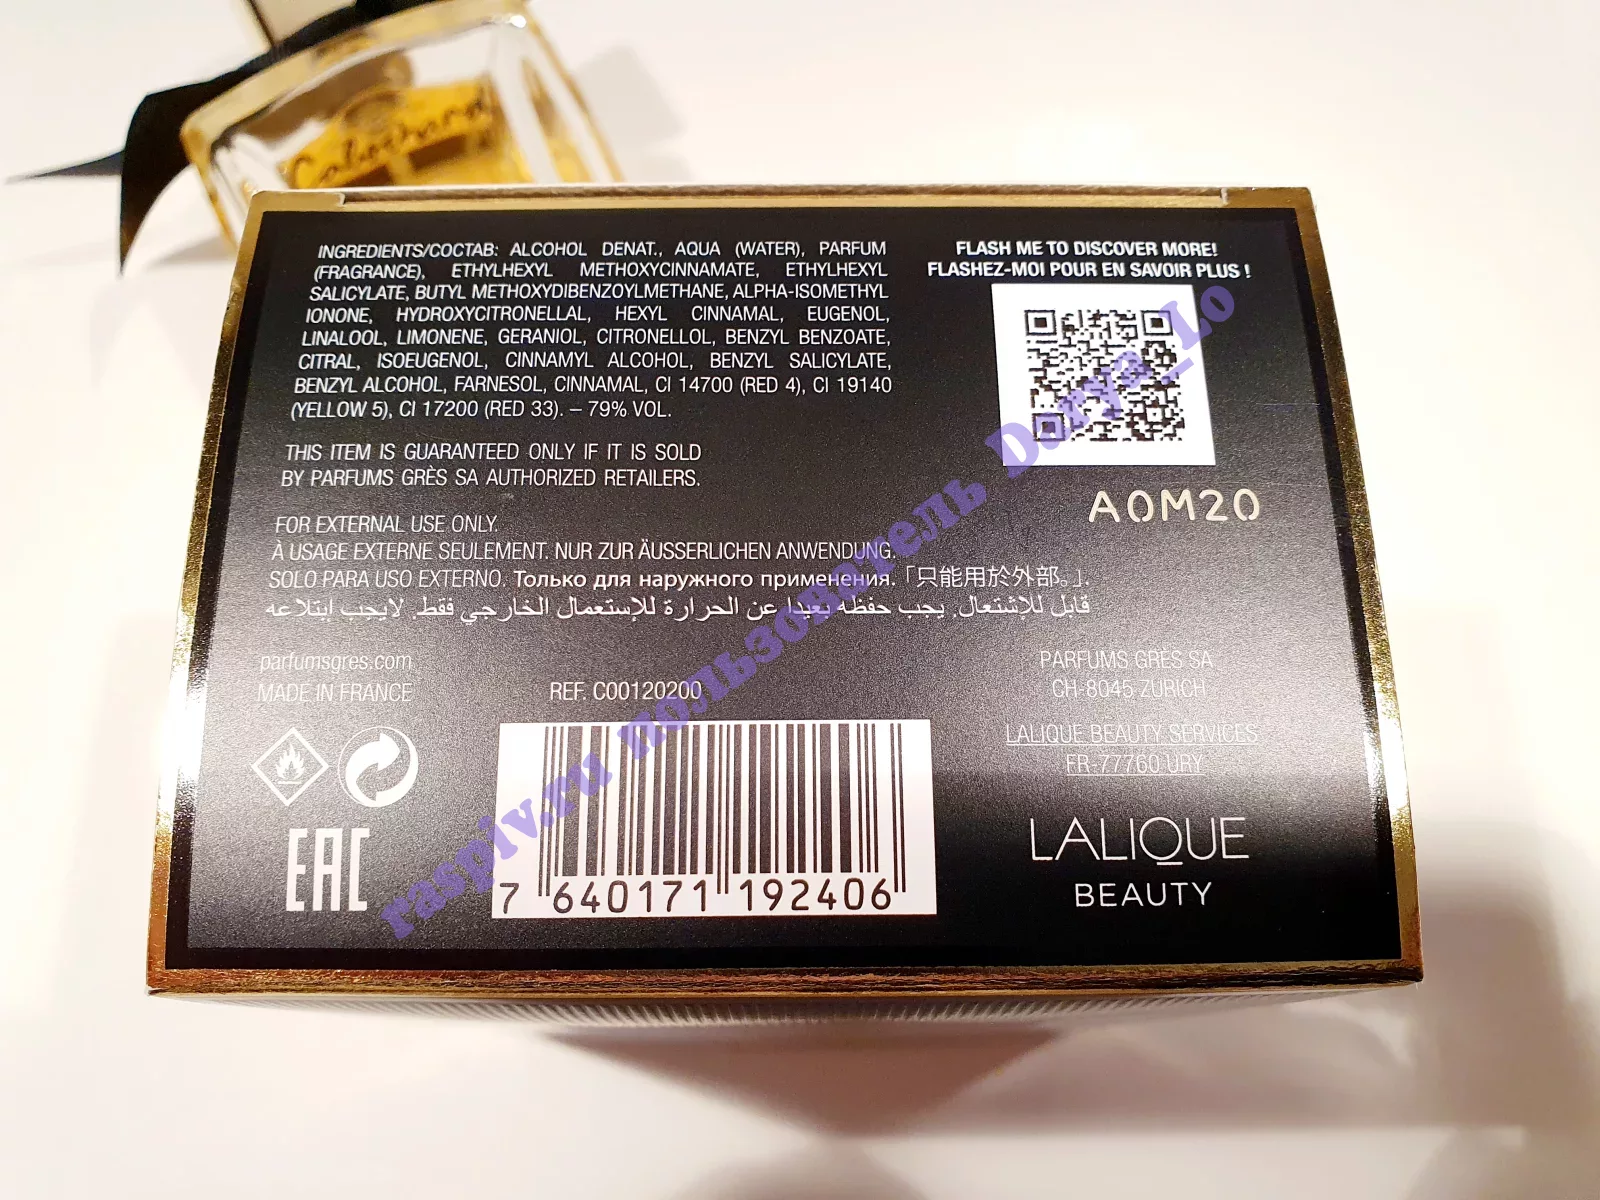 Cabochard
INGREDIENTS/СОСТАВ: ALCOHOL DENAT., AQUA (WATER), PARFUM
(FRAGRANCE), ETHYLHEXYL METHOXYCINNAMATE, ETHYLHEXYL
SALICYLATE, BUTYL METHOXYDIBENZOYLMETHANE, ALPHA-ISOMETHYL
IONONE, HYDROXYCITRONELLAL, HEXYL CINNAMAL, EUGENOL,
LINALOOL, LIMONENE, GERANIOL, CITRONELLOL, BENZYL BENZOATE,
CITRAL, ISOEUGENOL, CINNAMYL ALCOHOL, BENZYL SALICYLATE,
BENZYL ALCOHOL, FARNESOL, CINNAMAL, CI 14700 (RED 4), CI 19140
(YELLOW 5), CI 17200 (RED 33). – 79% VOL.
THIS ITEM IS GUARANTEED ONLY IF IT IS SOLD
BY PARFUMS GRÈS SA AUTHORIZED RETAILERS.
FLASH ME TO DISCOVER MORE!
FLASHEZ-MOI POUR EN SAVOIR PLUS !
A0M20
FOR EXTERNAL USE ONLY.
À USAGE EXTERNE SEULEMENT. NUR ZUR ÄUSSERLICHEN ANWENDUNG.
SOLO PARA USO EXTERNO. Только для наружного применения. 「只能用於外部。」.
قابل للإشتعال. يجب حفظه بعيدا عن الحرارة للإستعمال الخارجي فقط. لايجب إبتلاعه
parfumsgres.com
MADE IN FRANCE
REF. C00120200
PARFUMS GRÈS SA
CH-8045 ZURICH
LALIQUE BEAUTY SERVICES
FR-77760 URY
EAC
7 640171 192406
LALIQUE
BEAUTY
raspiv.ru пользователь Dorya_Lo